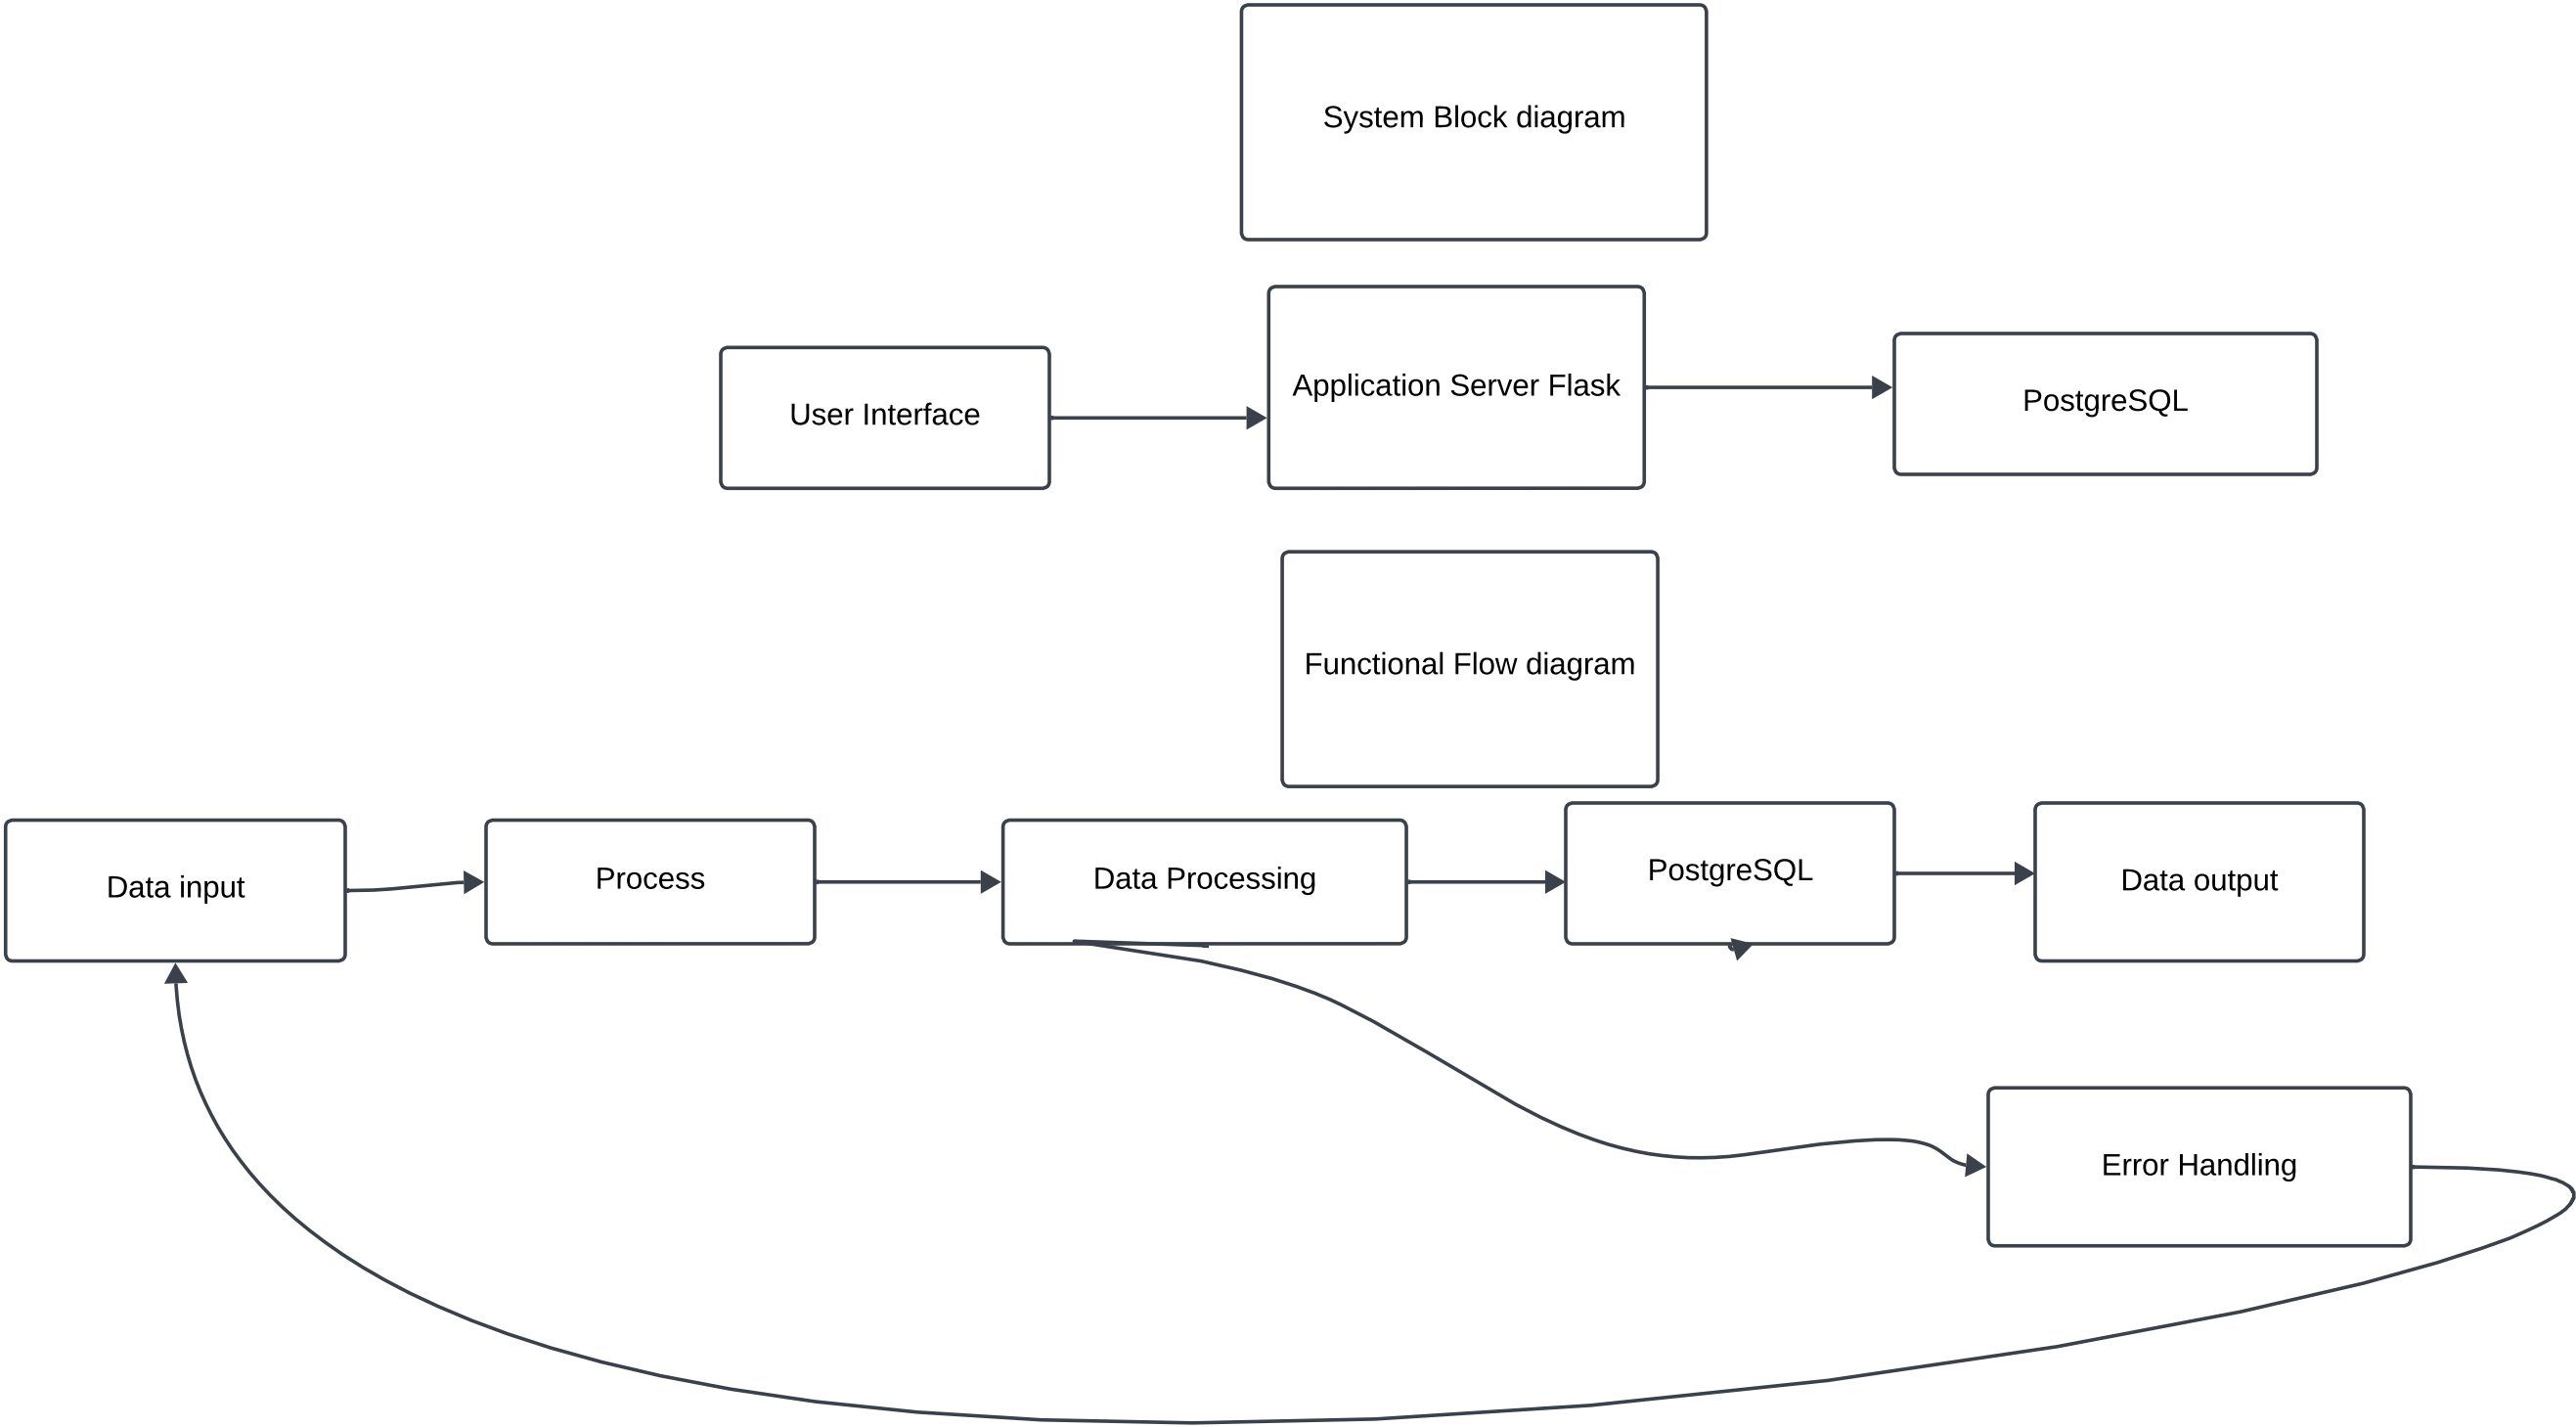 System Block diagram
User Interface
Application Server Flask
PostgreSQL
Functional Flow diagram
Data input
Process
Data Processing
PostgreSQL
Data output
Error Handling